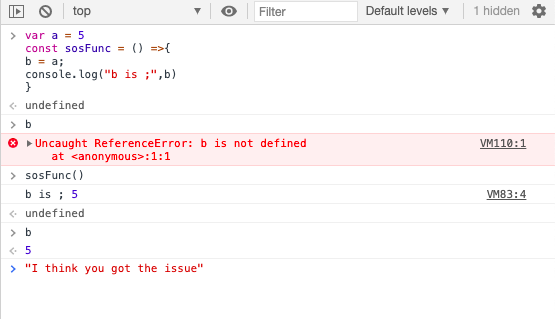 top
Filter
Default levels
1 hidden
var a = 5
const sosFunc = () =>{
b = a;
console.log("b is ;",b)
}
undefined
b
Uncaught ReferenceError: b is not defined VM110:1
at <anonymous>:1:1
sosFunc()
b is ; 5 VM83:4
undefined
b
5
"I think you got the issue"